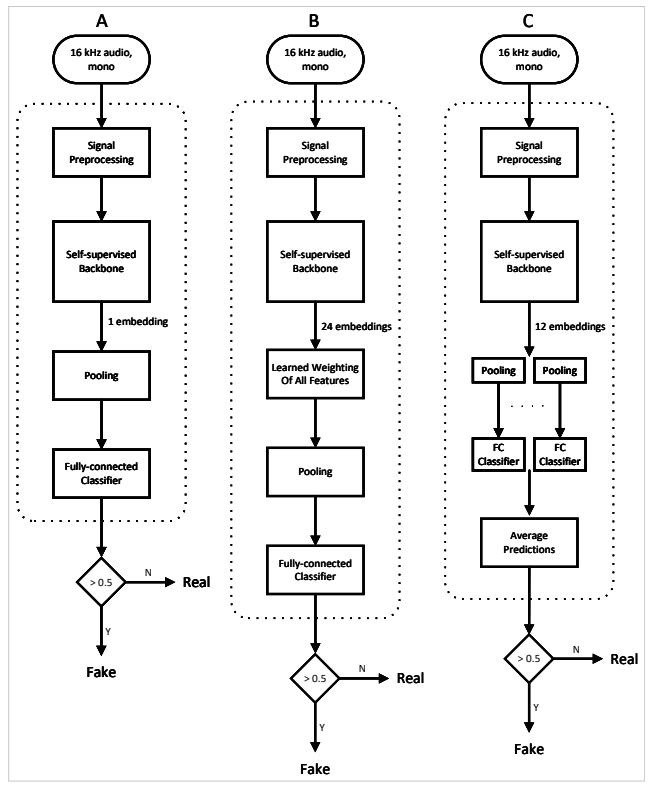 A
16 kHz audio,
mono
Signal
Preprocessing
Self-supervised
Backbone
1 embedding
Pooling
Fully-connected
Classifier
> 0.5
N
Real
Y
Fake
B
16 kHz audio,
mono
Signal
Preprocessing
Self-supervised
Backbone
24 embeddings
Learned Weighting
Of All Features
Pooling
Fully-connected
Classifier
> 0.5
N
Real
Y
Fake
C
16 kHz audio,
mono
Signal
Preprocessing
Self-supervised
Backbone
12 embeddings
Pooling
Pooling
. . . . .
FC
Classifier
FC
Classifier
Average
Predictions
> 0.5
N
Real
Y
Fake